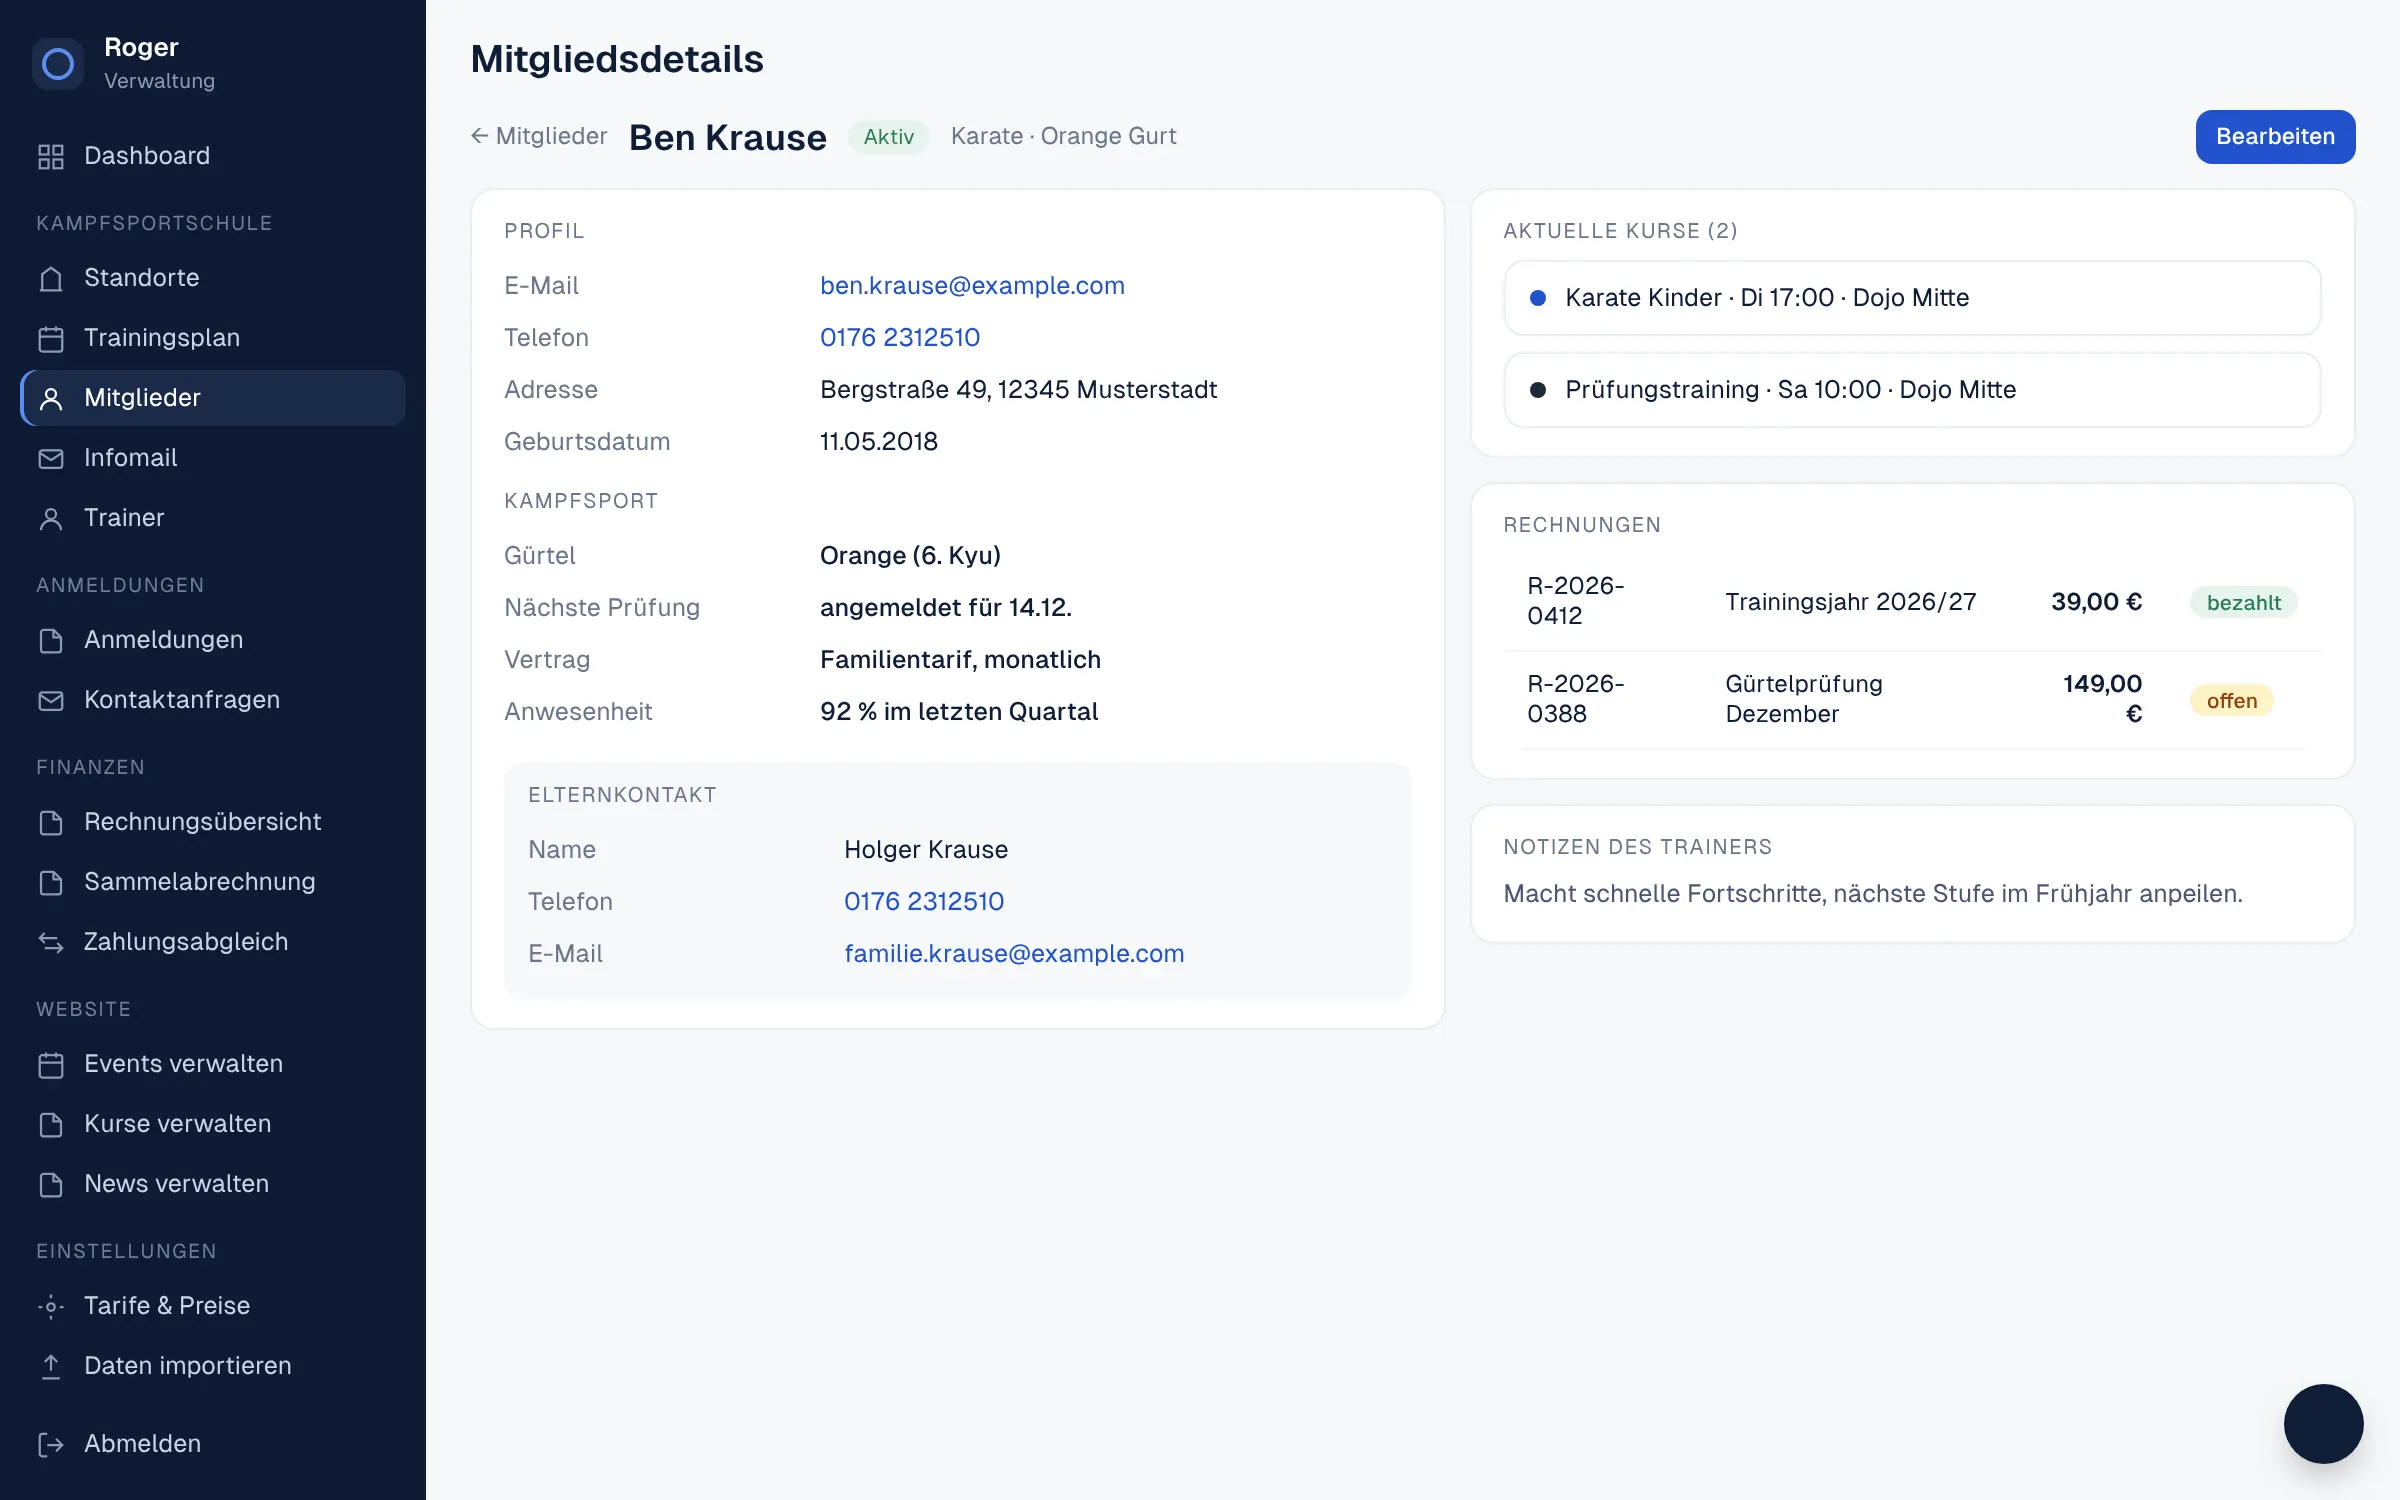 Roger
Verwaltung
Dashboard
KAMPFSPORTSCHULE
Standorte
Trainingsplan
Mitglieder
Infomail
Trainer
ANMELDUNGEN
Anmeldungen
Kontaktanfragen
FINANZEN
Rechnungsübersicht
Sammelabrechnung
Zahlungsabgleich
WEBSITE
Events verwalten
Kurse verwalten
News verwalten
EINSTELLUNGEN
Tarife & Preise
Daten importieren
Abmelden
Mitgliedsdetails
← Mitglieder Ben Krause Aktiv Karate · Orange Gurt Bearbeiten
PROFIL
E-Mail ben.krause@example.com
Telefon 0176 2312510
Adresse Bergstraße 49, 12345 Musterstadt
Geburtsdatum 11.05.2018
KAMPFSPORT
Gürtel Orange (6. Kyu)
Nächste Prüfung angemeldet für 14.12.
Vertrag Familientarif, monatlich
Anwesenheit 92 % im letzten Quartal
ELTERNKONTAKT
Name Holger Krause
Telefon 0176 2312510
E-Mail familie.krause@example.com
AKTUELLE KURSE (2)
Karate Kinder · Di 17:00 · Dojo Mitte
Prüfungstraining · Sa 10:00 · Dojo Mitte
RECHNUNGEN
R-2026-
0412 Trainingsjahr 2026/27 39,00 € bezahlt
R-2026- Gürtelprüfung 149,00
0388 Dezember € offen
NOTIZEN DES TRAINERS
Macht schnelle Fortschritte, nächste Stufe im Frühjahr anpeilen.